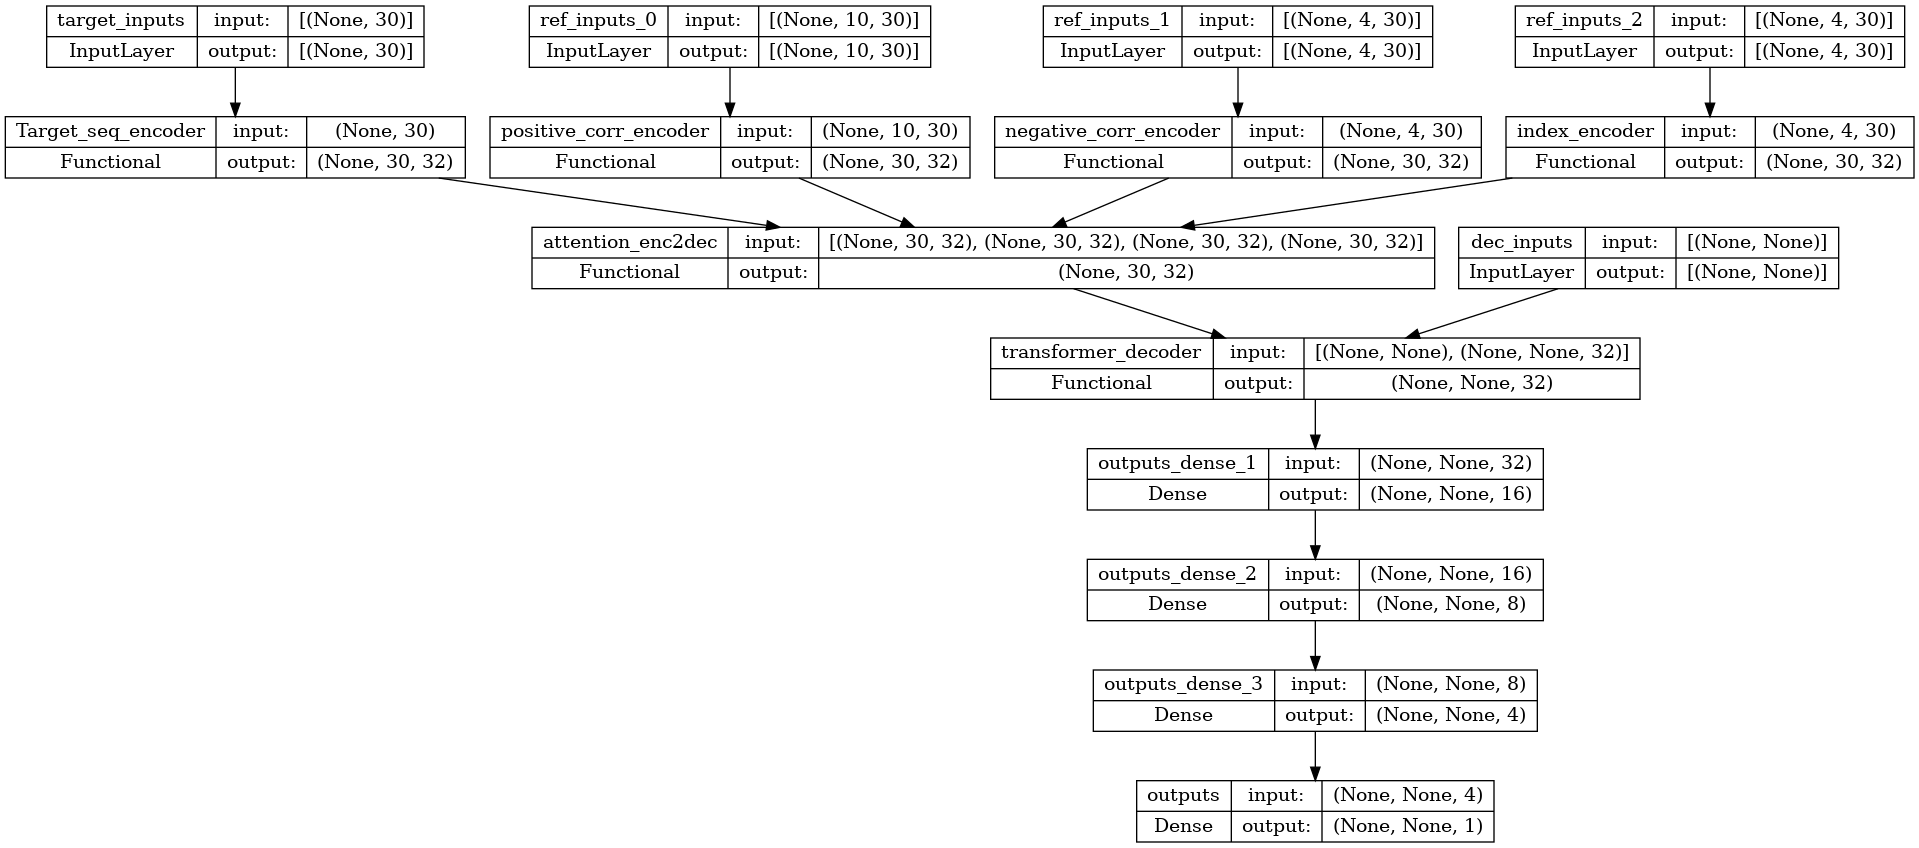 target_inputs input: [(None, 30)]
InputLayer output: [(None, 30)]
ref_inputs_0 input: [(None, 10, 30)]
InputLayer output: [(None, 10, 30)]
ref_inputs_1 input: [(None, 4, 30)]
InputLayer output: [(None, 4, 30)]
ref_inputs_2 input: [(None, 4, 30)]
InputLayer output: [(None, 4, 30)]
Target_seq_encoder input: (None, 30)
Functional output: (None, 30, 32)
positive_corr_encoder input: (None, 10, 30)
Functional output: (None, 30, 32)
negative_corr_encoder input: (None, 4, 30)
Functional output: (None, 30, 32)
index_encoder input: (None, 4, 30)
Functional output: (None, 30, 32)
attention_enc2dec input: [(None, 30, 32), (None, 30, 32), (None, 30, 32), (None, 30, 32)]
Functional output: (None, 30, 32)
dec_inputs input: [(None, None)]
InputLayer output: [(None, None)]
transformer_decoder input: [(None, None), (None, None, 32)]
Functional output: (None, None, 32)
outputs_dense_1 input: (None, None, 32)
Dense output: (None, None, 16)
outputs_dense_2 input: (None, None, 16)
Dense output: (None, None, 8)
outputs_dense_3 input: (None, None, 8)
Dense output: (None, None, 4)
outputs input: (None, None, 4)
Dense output: (None, None, 1)